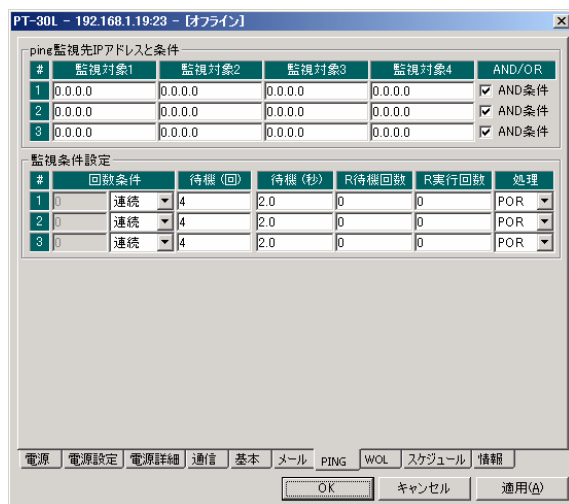 PT-30L - 192.168.1.19:23 - [オフライン]
ping監視先IPアドレスと条件
# 監視対象1 監視対象2 監視対象3 監視対象4 AND/OR
1 0.0.0.0 0.0.0.0 0.0.0.0 0.0.0.0 AND条件
2 0.0.0.0 0.0.0.0 0.0.0.0 0.0.0.0 AND条件
3 0.0.0.0 0.0.0.0 0.0.0.0 0.0.0.0 AND条件
監視条件設定
# 回数条件 待機(回) 待機(秒) R待機回数 R実行回数 処理
1 0 連続 4 2.0 0 0 POR
2 0 連続 4 2.0 0 0 POR
3 0 連続 4 2.0 0 0 POR
電源 電源設定 電源詳細 通信 基本 メール PING WOL スケジュール 情報
OK キャンセル 適用(A)